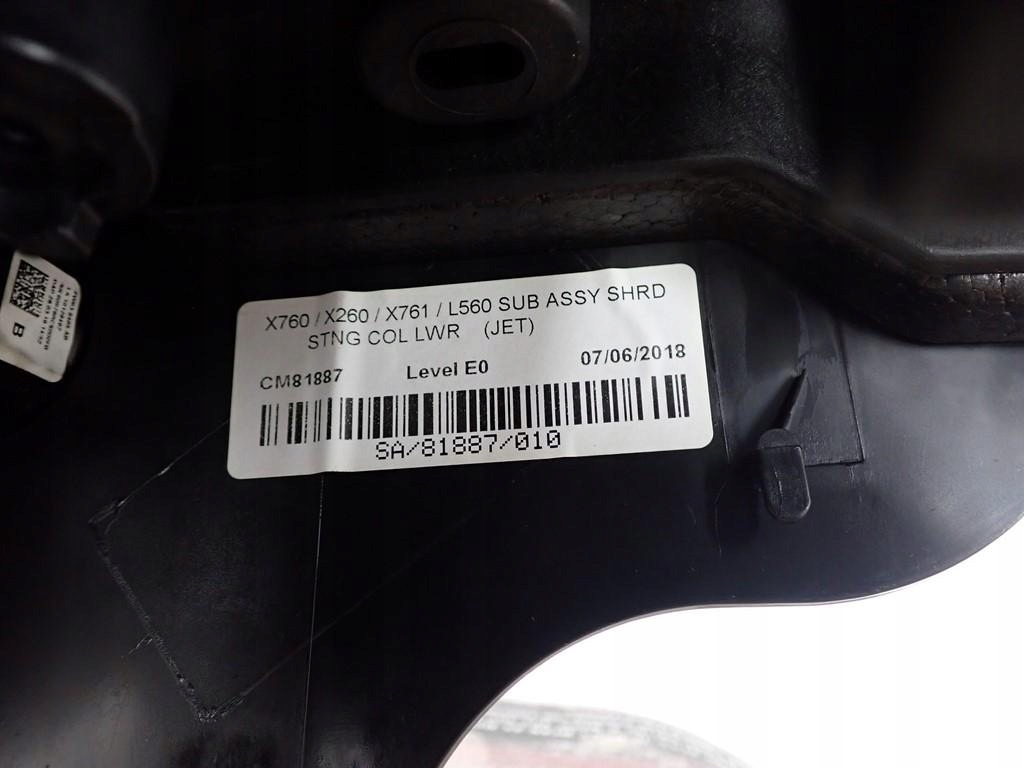 X760 / X260 / X761 / L560 SUB ASSY SHRD
STNG COL LWR (JET)
CM81887 Level E0 07/06/2018
SA/81887/010
B